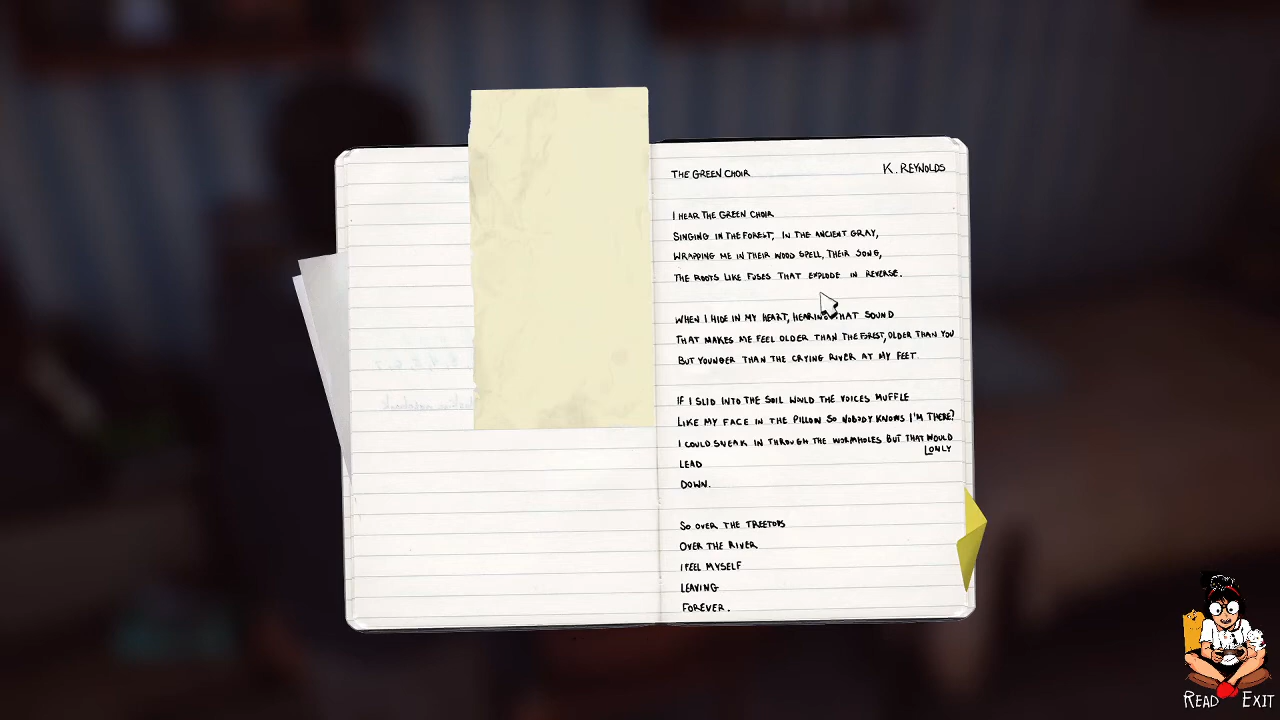 THE GREEN CHOIR
K. REYNOLDS
I HEAR THE GREEN CHOIR
SINGING IN THE FOREST, IN THE ANCIENT GRAY,
WRAPPING ME IN THEIR WOOD SPELL, THEIR SONG,
THE ROOTS LIKE FUSES THAT EXPLODE IN REVERSE.
WHEN I HIDE IN MY HEART, HEARING THAT SOUND
THAT MAKES ME FEEL OLDER THAN THE FOREST, OLDER THAN YOU
BUT YOUNGER THAN THE CRYING RIVER AT MY FEET.
IF I SLID INTO THE SOIL WOULD THE VOICES MUFFLE
LIKE MY FACE IN THE PILLOW SO NOBODY KNOWS I'M THERE?
I COULD SNEAK IN THROUGH THE WORMHOLES BUT THAT WOULD
LONLY
LEAD
DOWN.
SO OVER THE TREETOPS
OVER THE RIVER
I FEEL MYSELF
LEAVING
FOREVER.
READ EXIT